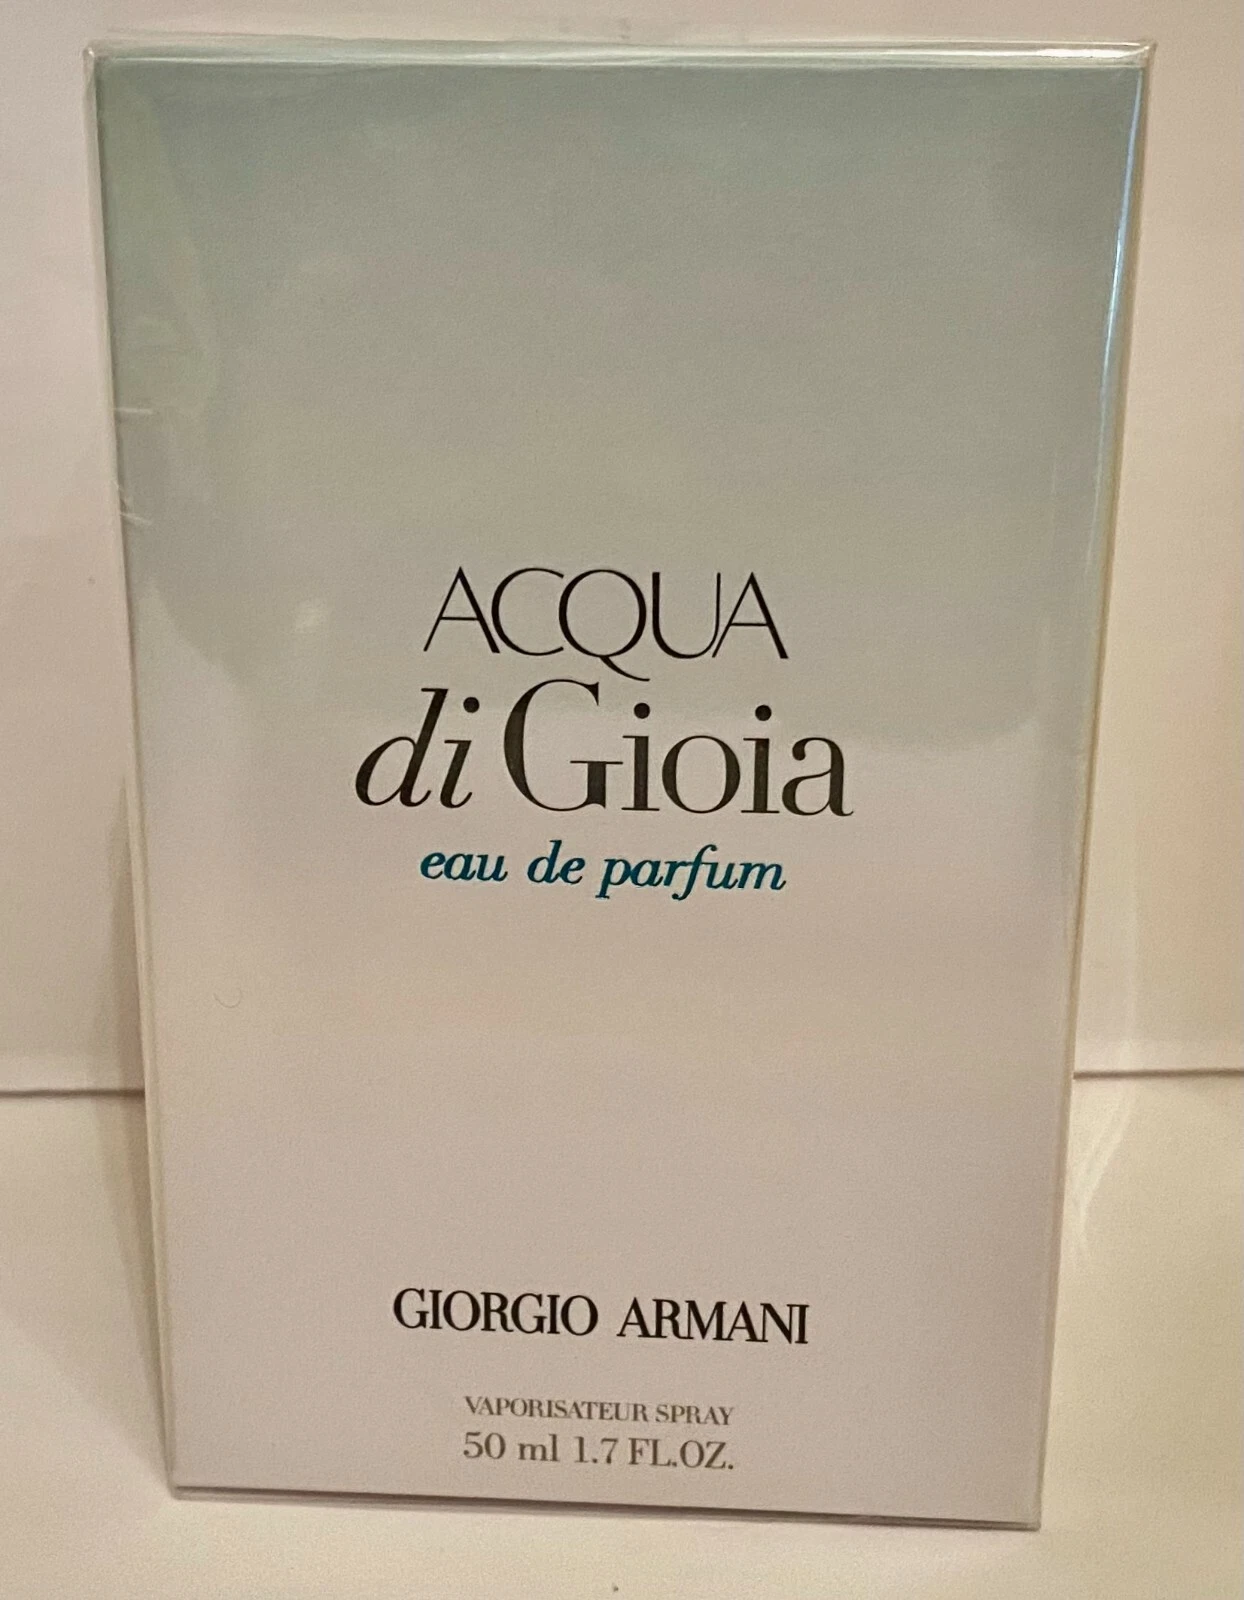 ACQUA
di Gioia
eau de parfum
GIORGIO ARMANI
VAPORISATEUR SPRAY
50 ml 1.7 FL.OZ.